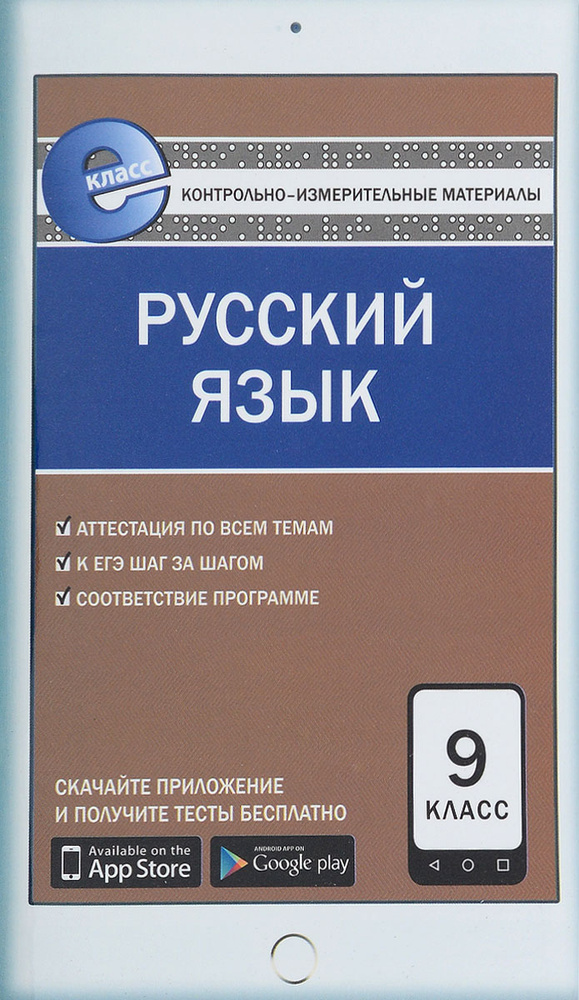 e
класс
КОНТРОЛЬНО-ИЗМЕРИТЕЛЬНЫЕ МАТЕРИАЛЫ
РУССКИЙ
ЯЗЫК
АТТЕСТАЦИЯ ПО ВСЕМ ТЕМАМ
К ЕГЭ ШАГ ЗА ШАГОМ
СООТВЕТСТВИЕ ПРОГРАММЕ
9
КЛАСС
СКАЧАЙТЕ ПРИЛОЖЕНИЕ
И ПОЛУЧИТЕ ТЕСТЫ БЕСПЛАТНО
Available on the
App Store
ANDROID APP ON
Google play